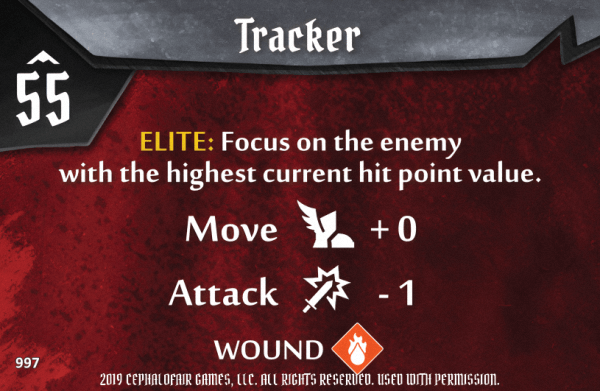 Tracker
55
ELITE: Focus on the enemy
with the highest current hit point value.
Move + 0
Attack - 1
WOUND
997
2019 CEPHALOFAIR GAMES, LLC. ALL RIGHTS RESERVED. USED WITH PERMISSION.